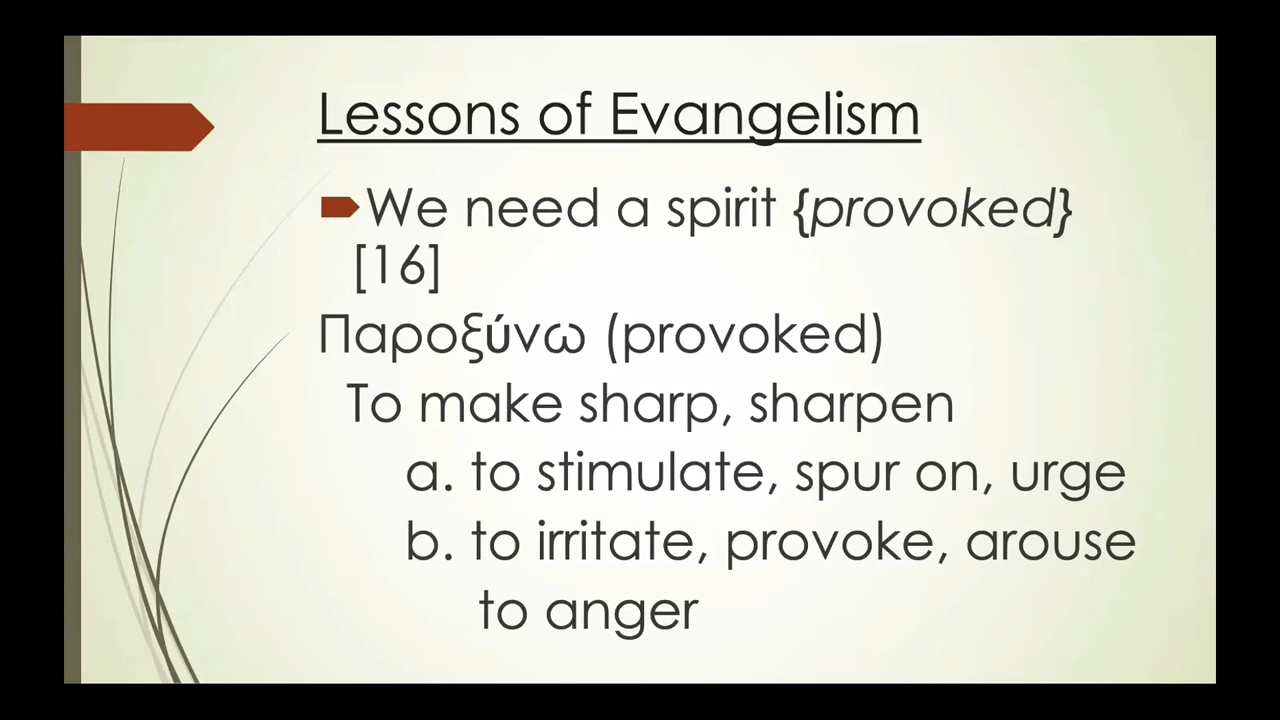 Lessons of Evangelism
We need a spirit {provoked}
[16]
Παροξύνω (provoked)
To make sharp, sharpen
a. to stimulate, spur on, urge
b. to irritate, provoke, arouse
to anger